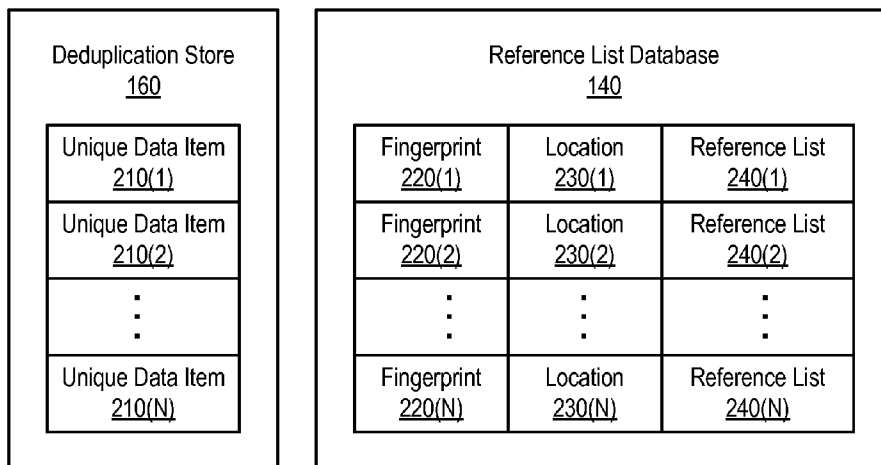 Deduplication Store
160
Unique Data Item
210(1)
Unique Data Item
210(2)
Unique Data Item
210(N)
Reference List Database
140
Fingerprint
220(1)
Location
230(1)
Reference List
240(1)
Fingerprint
220(2)
Location
230(2)
Reference List
240(2)
Fingerprint
220(N)
Location
230(N)
Reference List
240(N)